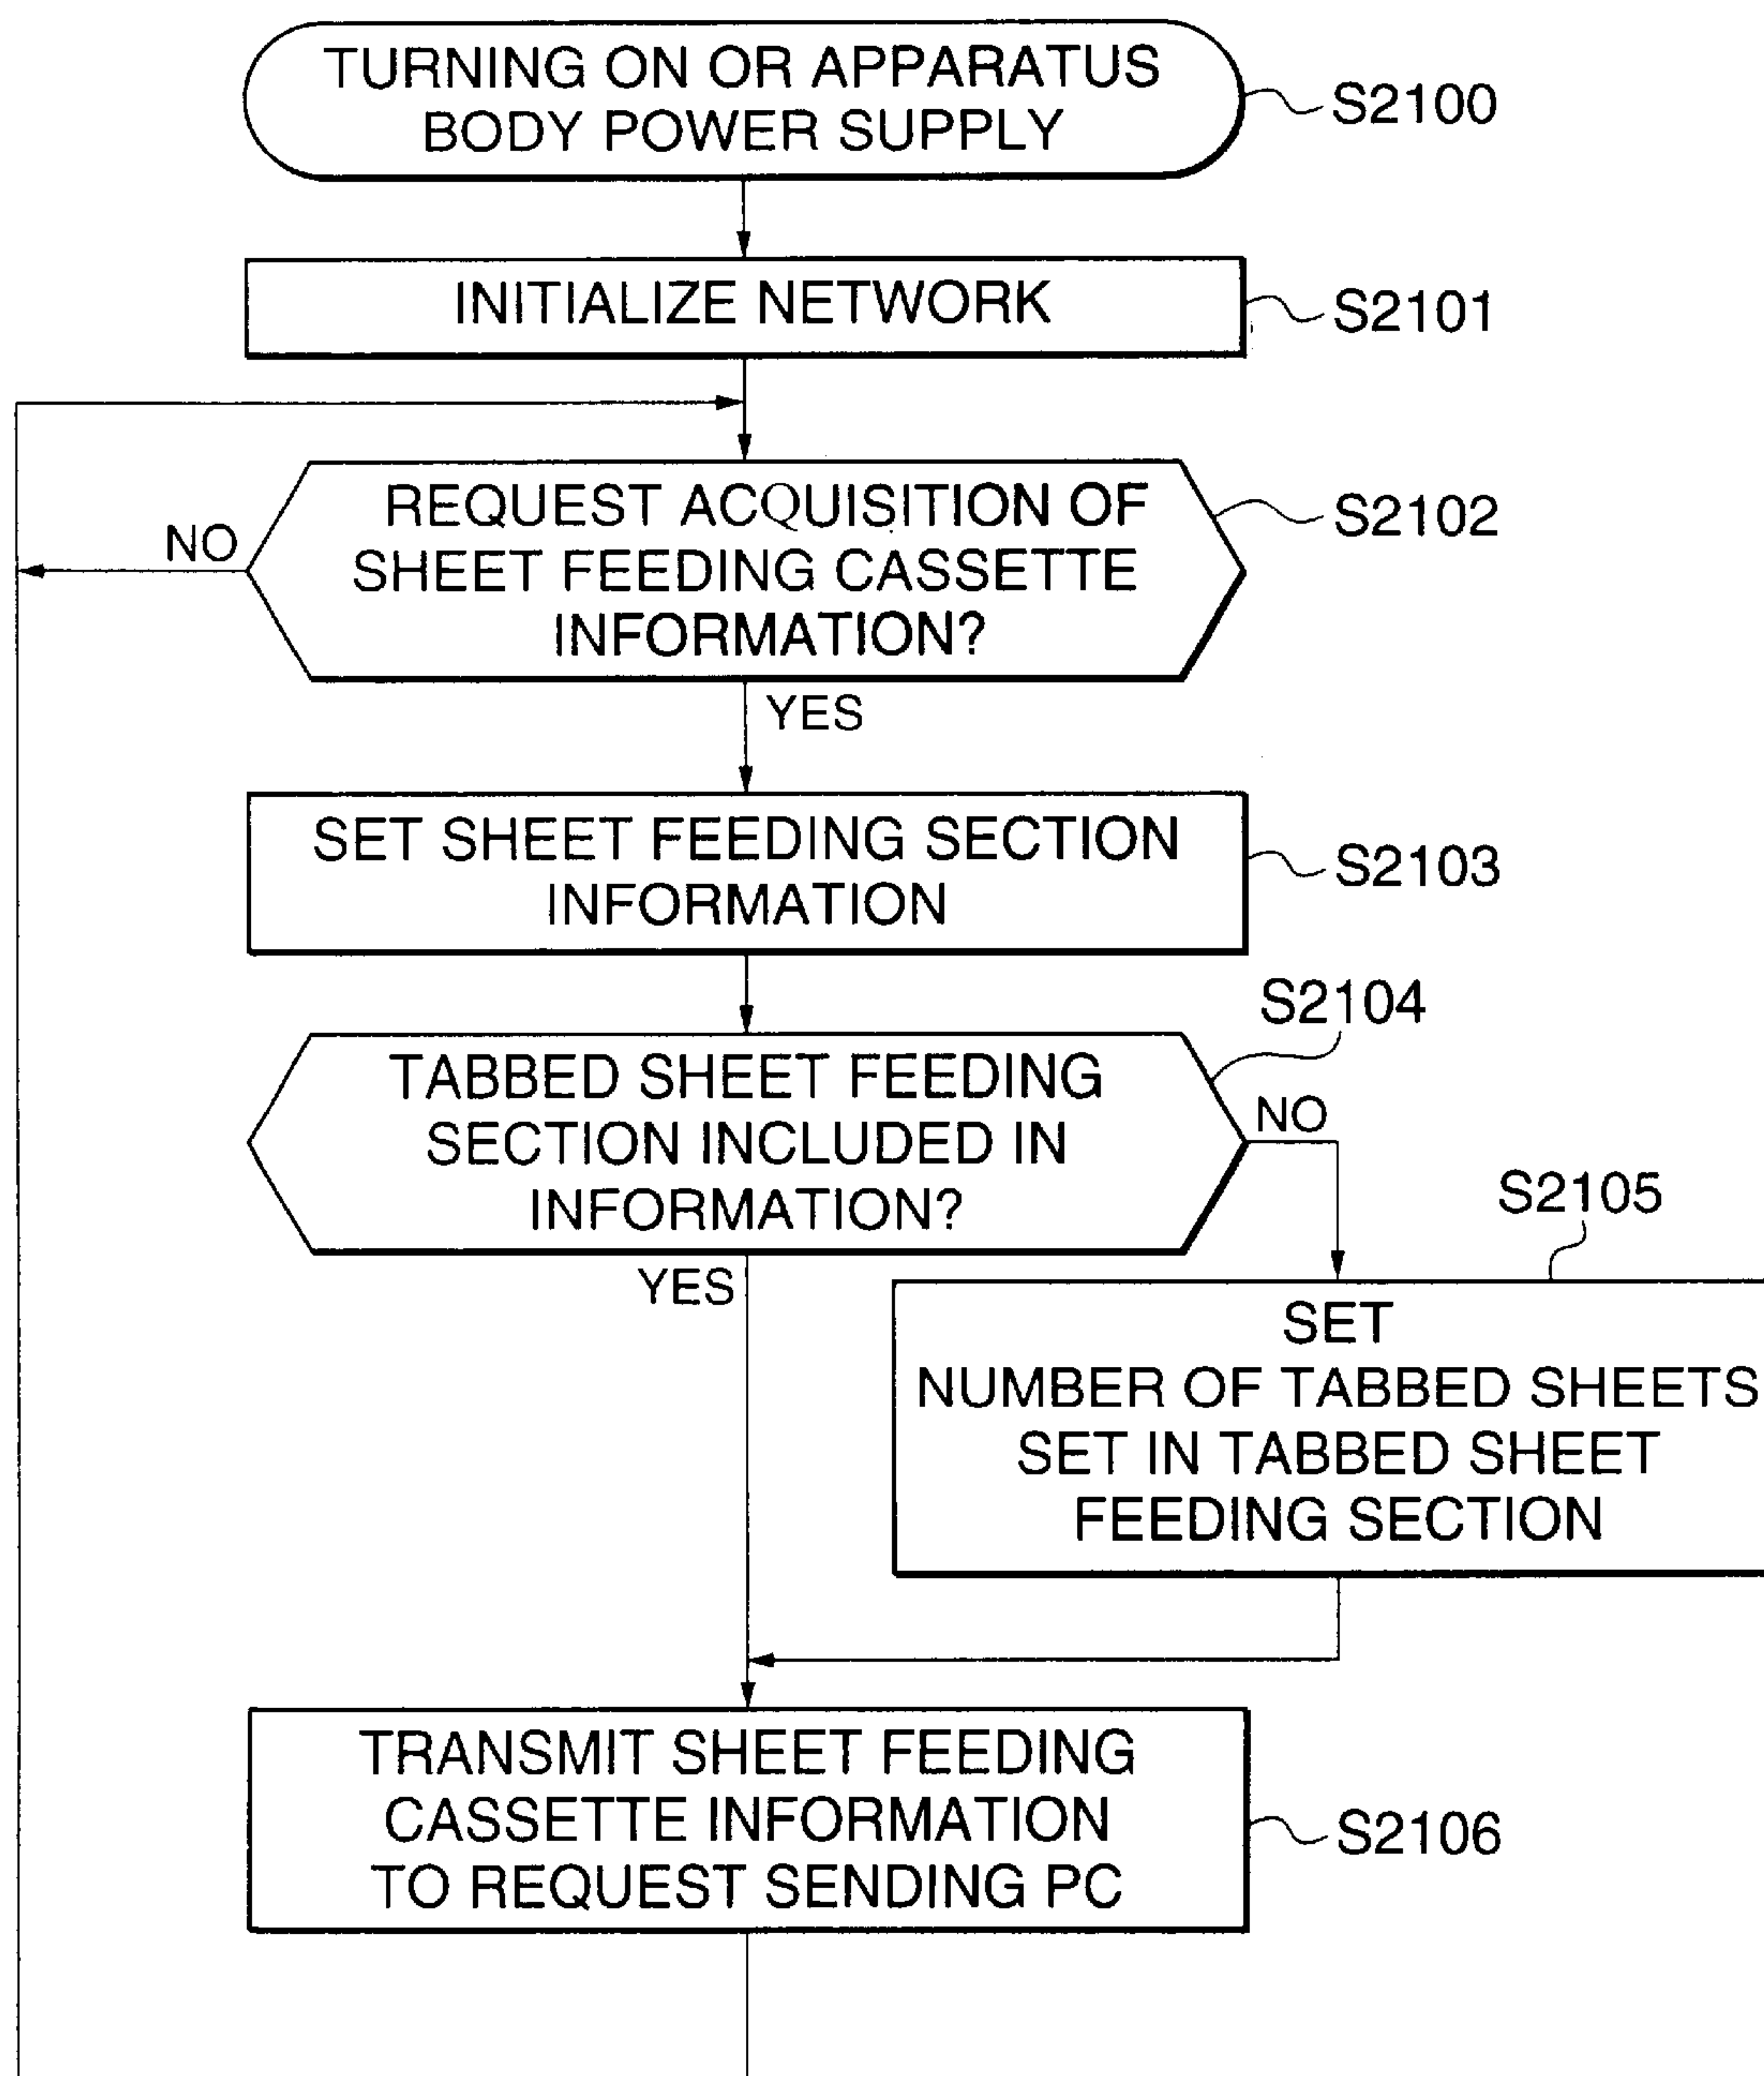 TURNING ON OR APPARATUS
BODY POWER SUPPLY
S2100
INITIALIZE NETWORK
S2101
REQUEST ACQUISITION OF
SHEET FEEDING CASSETTE
INFORMATION?
S2102
NO
YES
SET SHEET FEEDING SECTION
INFORMATION
S2103
S2104
TABBED SHEET FEEDING
SECTION INCLUDED IN
INFORMATION?
NO
YES
S2105
SET
NUMBER OF TABBED SHEETS
SET IN TABBED SHEET
FEEDING SECTION
TRANSMIT SHEET FEEDING
CASSETTE INFORMATION
TO REQUEST SENDING PC
S2106